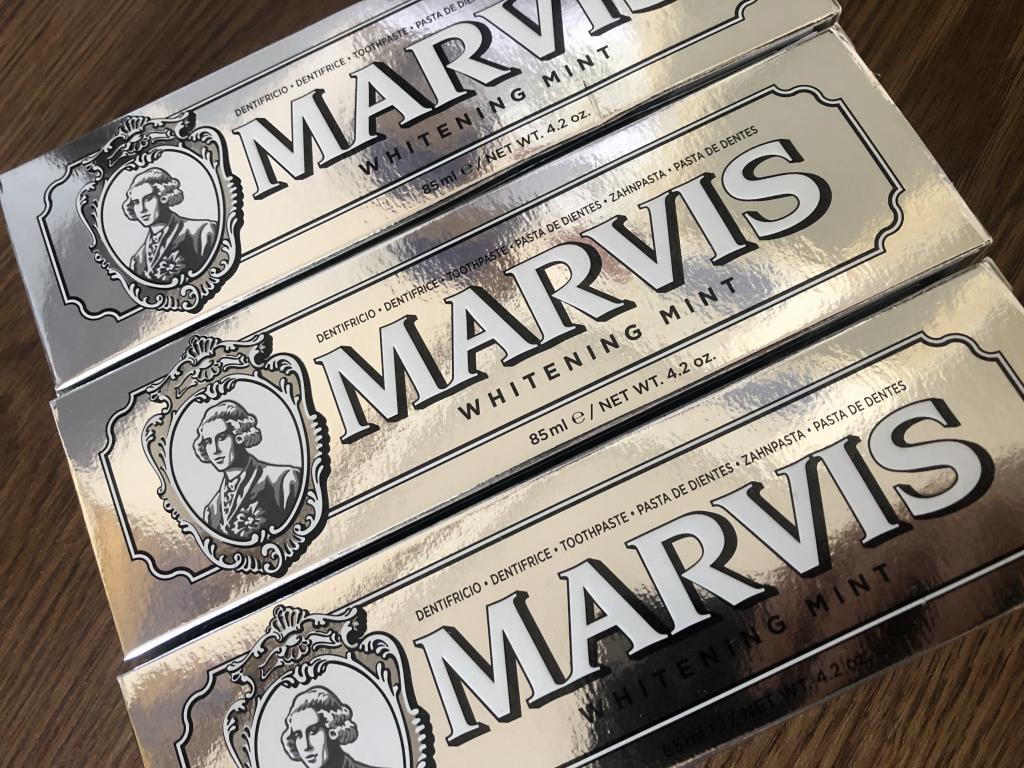 DENTIFRICIO • DENTIFRICE • TOOTHPASTE • PASTA DE
MARVIS
WHITENING MINT
85ml e / NET WT. 4.2 oz.
DENTIFRICIO • DENTIFRICE • TOOTHPASTE • PASTA DE DIENTES • ZAHNPASTA • PASTA DE DENTES
MARVIS
WHITENING MINT
85ml e / NET WT. 4.2 oz.
DENTIFRICIO • DENTIFRICE • TOOTHPASTE • PASTA DE DIENTES • ZAHNPASTA • PASTA DE DENTES
MARVIS
WHITENING MINT
85ml e / NET WT. 4.2 oz.